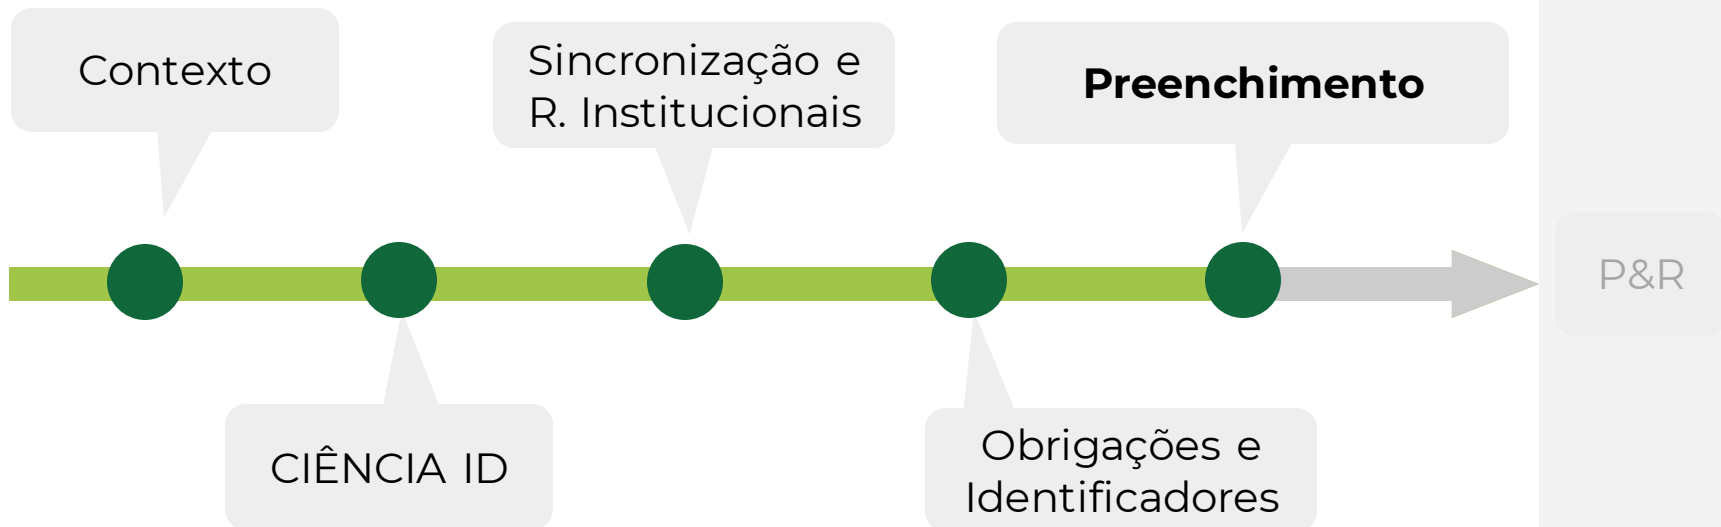 Contexto
Sincronização e
R. Institucionais
Preenchimento
P&R
CIÊNCIA ID
Obrigações e
Identificadores